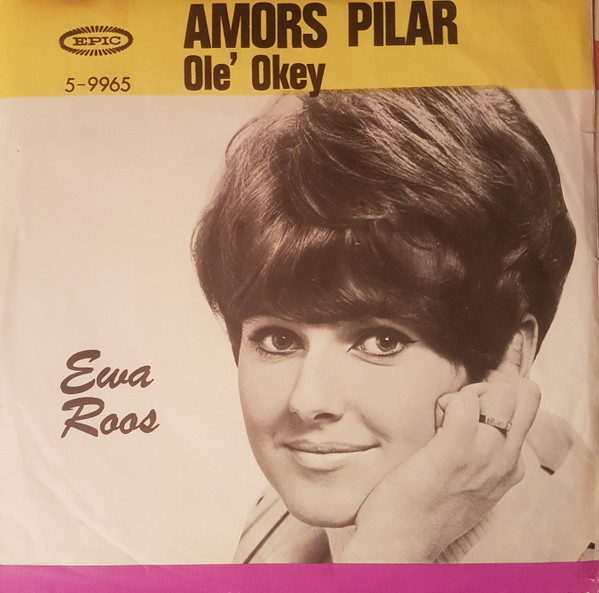 EPIC
5-9965
AMORS PILAR
Ole' Okey
Ewa
Roos